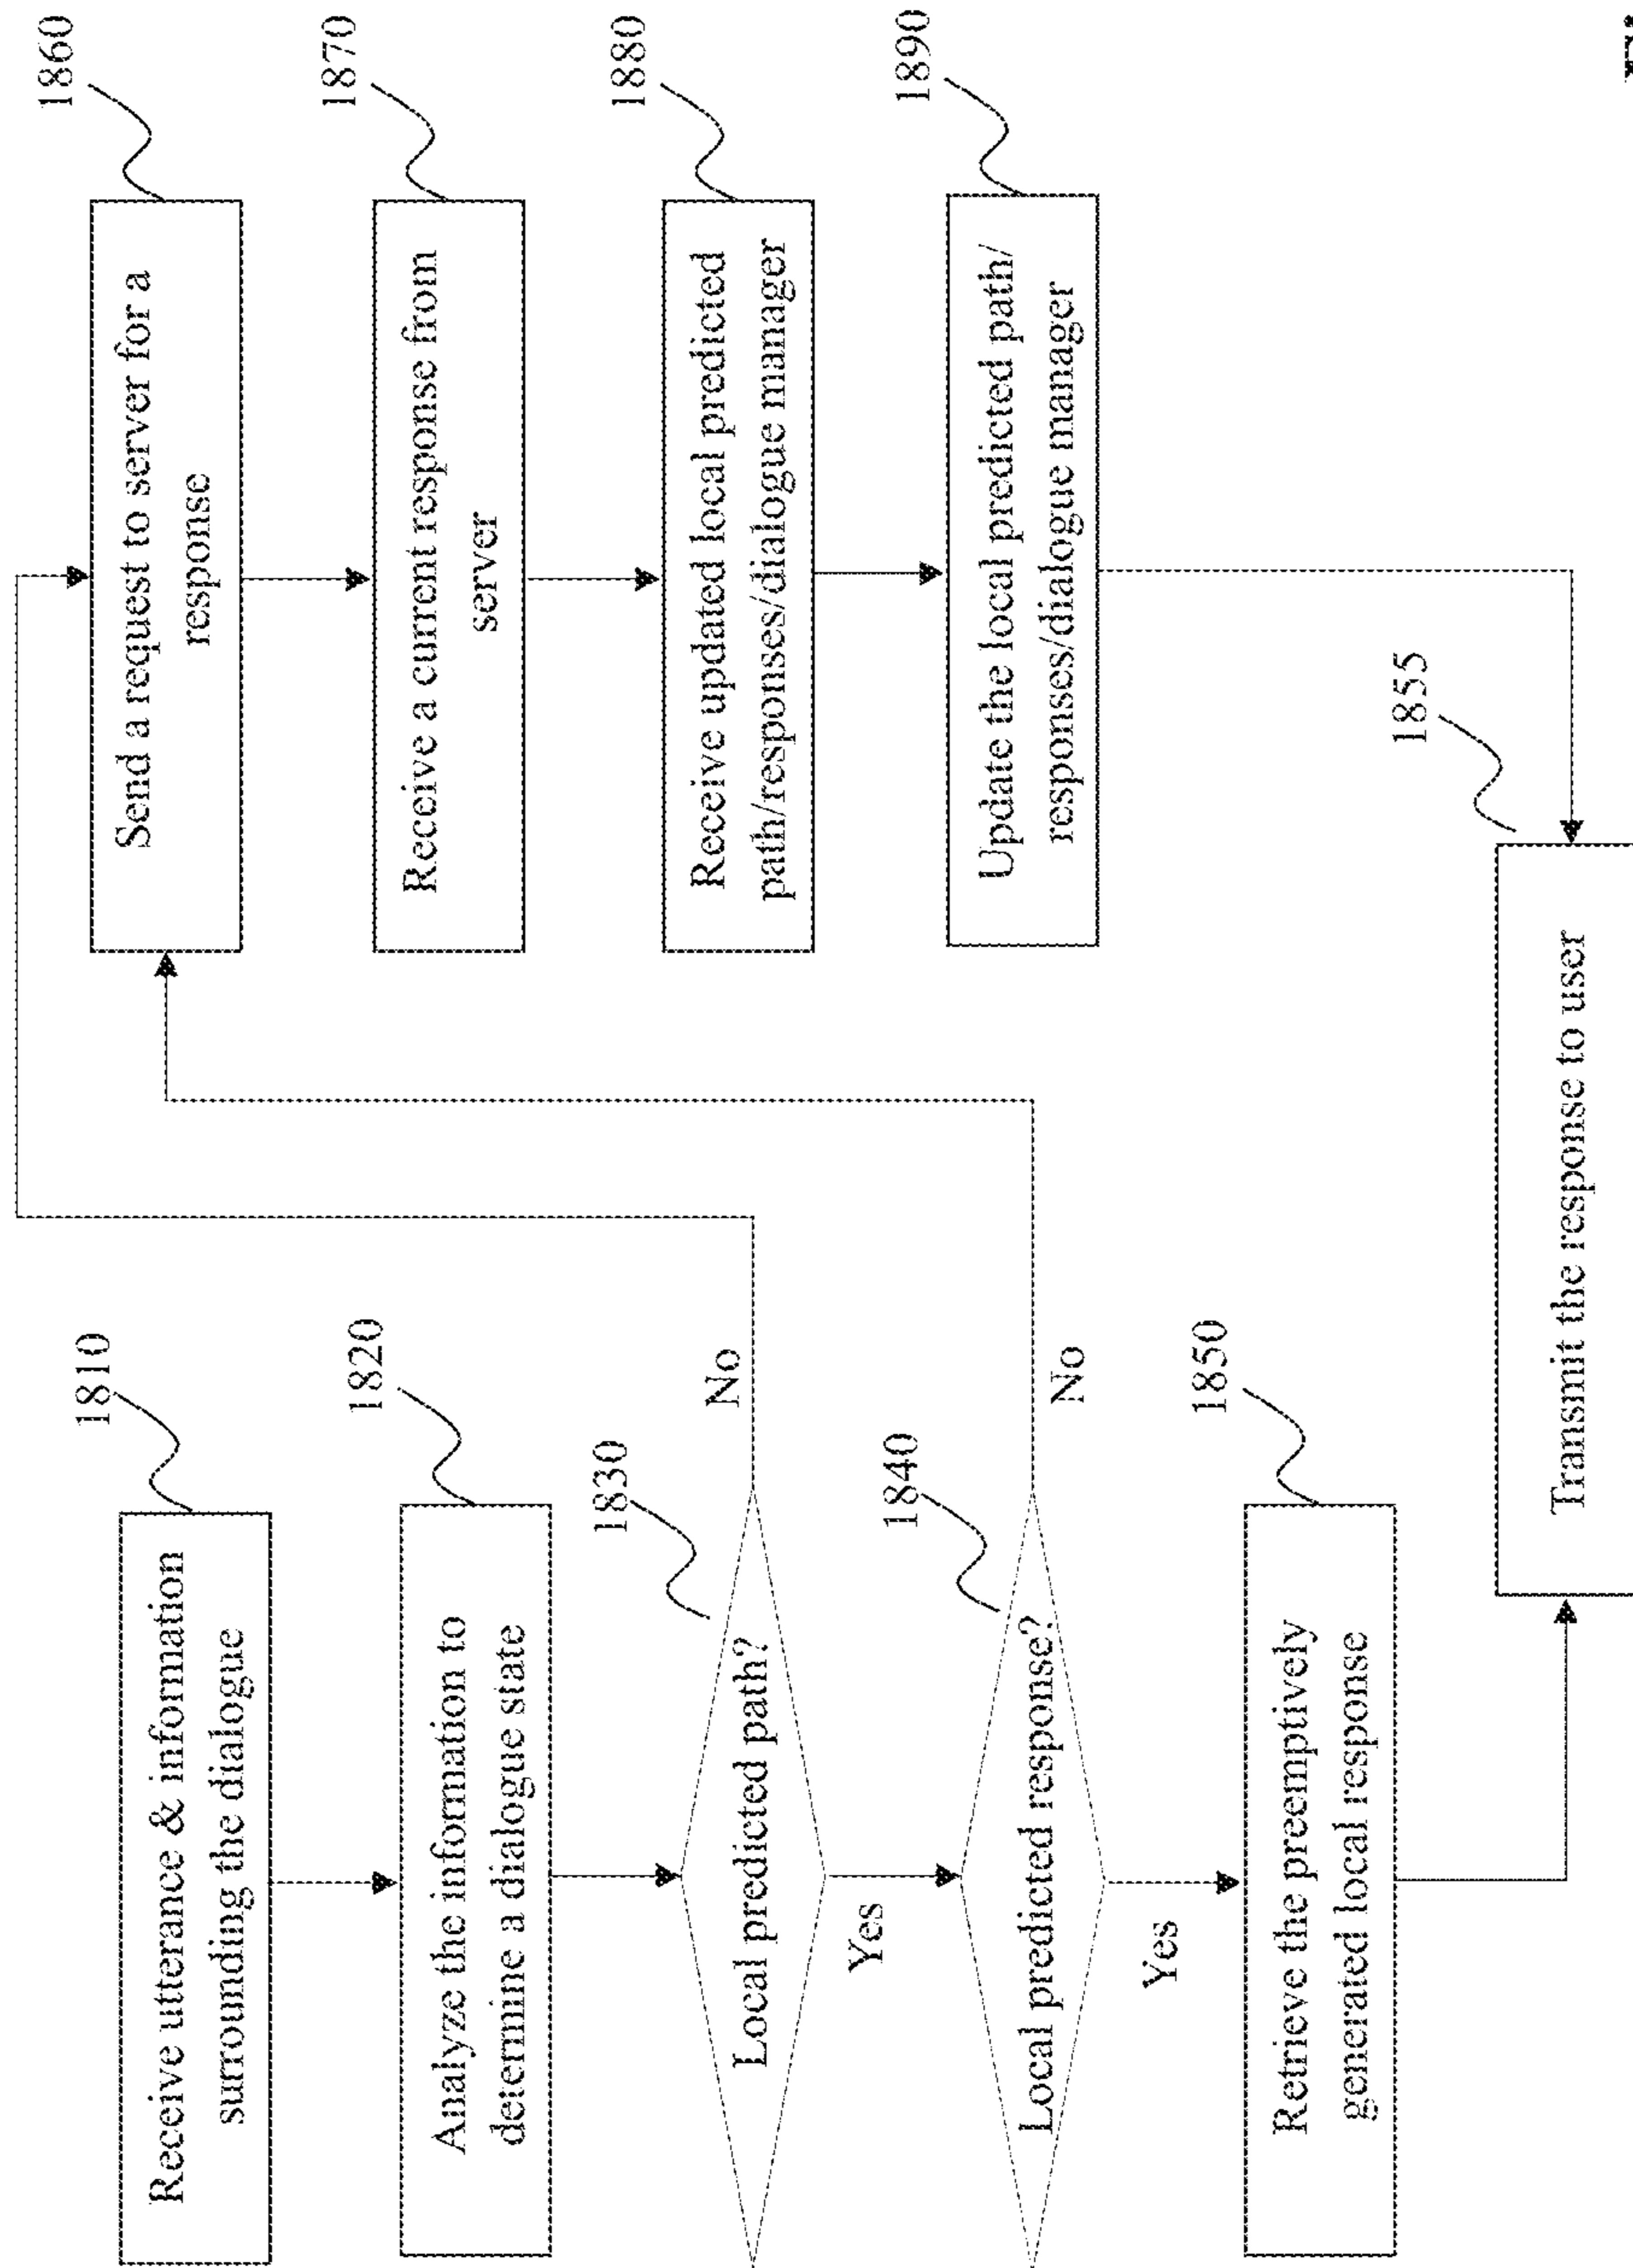 1810
Receive utterance & information
surrounding the dialogue
1820
Analyze the information to
determine a dialogue state
1830
Local predicted path?
No
Yes
1840
Local predicted response?
No
Yes
1850
Retrieve the preemptively
generated local response
1860
Send a request to server for a
response
1870
Receive a current response from
server
1880
Receive updated local predicted
path/responses/dialogue manager
1890
Update the local predicted path/
responses/dialogue manager
1855
Transmit the response to user